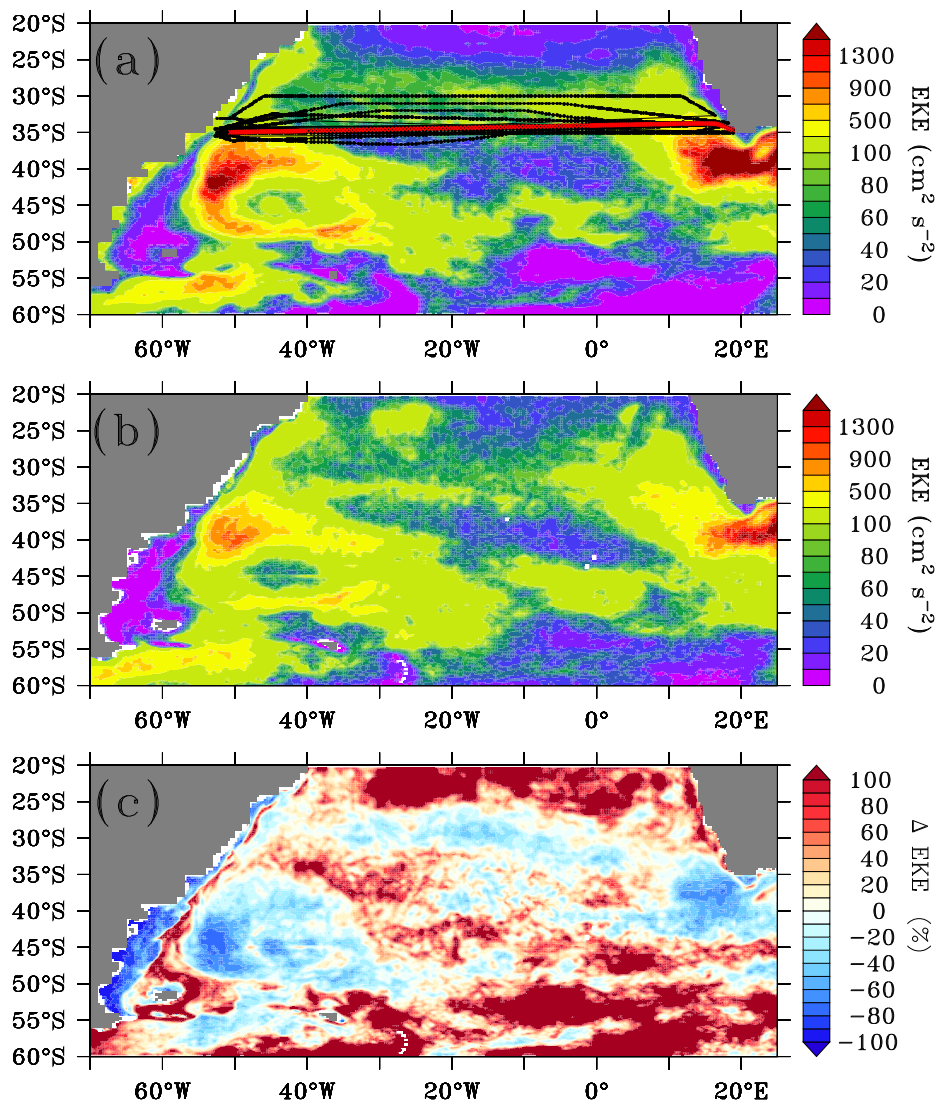 (a)
20°S
25°S
30°S
35°S
40°S
45°S
50°S
55°S
60°S
60°W 40°W 20°W 0° 20°E
1300
900
500
100
80
60
40
20
0
EKE (cm² s⁻²)
(b)
20°S
25°S
30°S
35°S
40°S
45°S
50°S
55°S
60°S
60°W 40°W 20°W 0° 20°E
1300
900
500
100
80
60
40
20
0
EKE (cm² s⁻²)
(c)
20°S
25°S
30°S
35°S
40°S
45°S
50°S
55°S
60°S
60°W 40°W 20°W 0° 20°E
100
80
60
40
20
0
−20
−40
−60
−80
−100
Δ EKE (%)